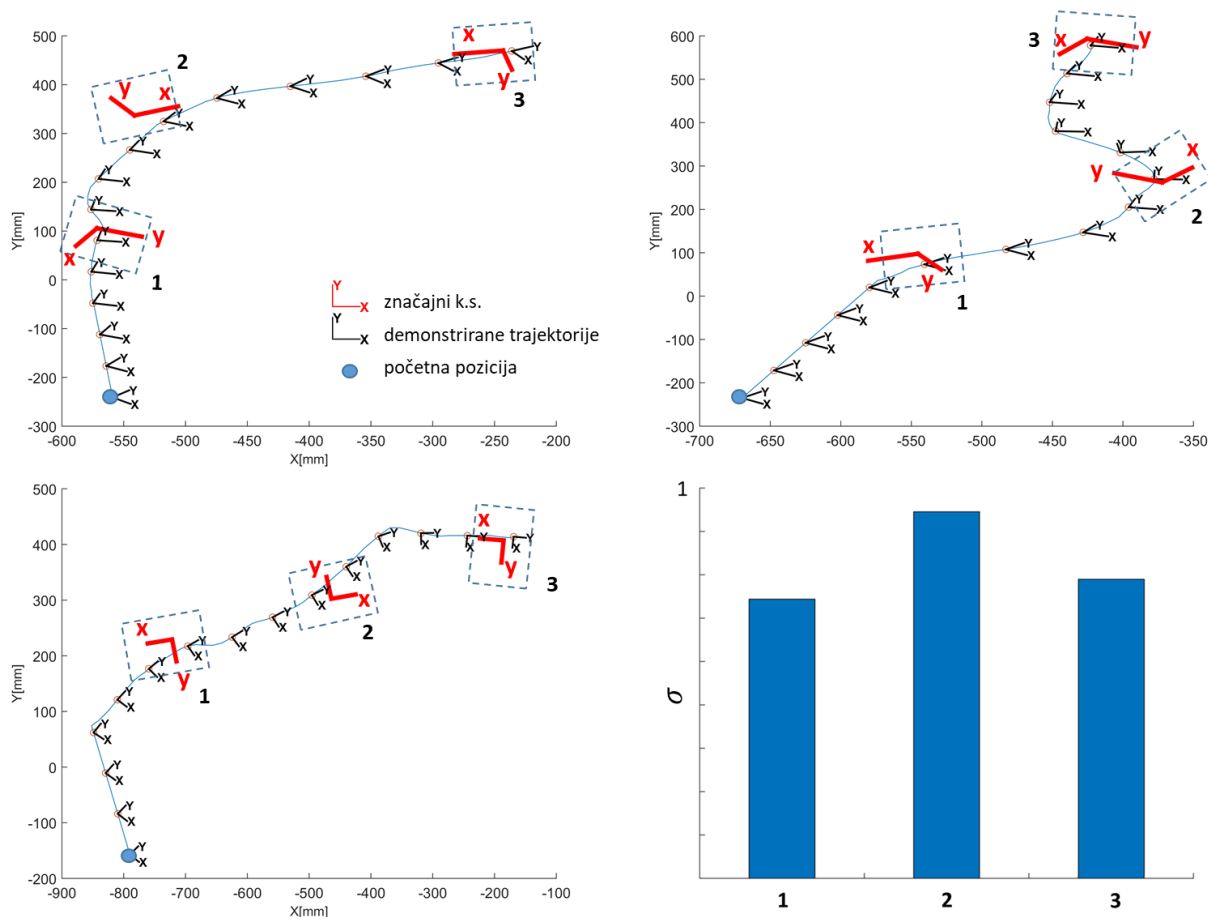 500
400
300
200
100
0
-100
-200
-300
-600
-550
-500
-450
-400
-350
-300
-250
-200
X[mm]
Y[mm]
1
2
3
x
y
x
y
x
y
Y
X
značajni k.s.
Y
X
demonstrirane trajektorije
početna pozicija
600
500
400
300
200
100
0
-100
-200
-300
-700
-650
-600
-550
-500
-450
-400
-350
Y[mm]
1
2
3
x
y
x
y
x
y
500
400
300
200
100
0
-100
-200
-900
-800
-700
-600
-500
-400
-300
-200
-100
X[mm]
Y[mm]
1
2
3
x
y
x
y
x
y
1
σ
1
2
3